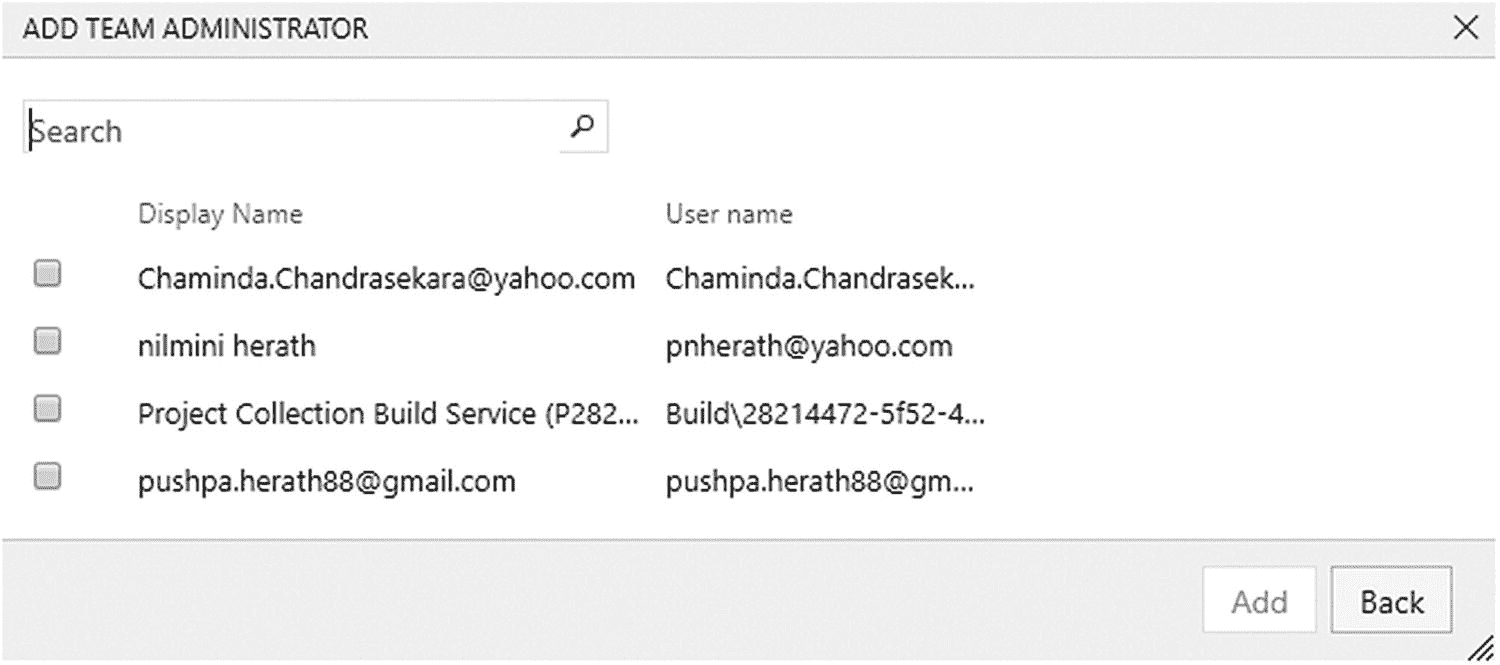 ADD TEAM ADMINISTRATOR
Search
Display Name User name
Chaminda.Chandrasekara@yahoo.com Chaminda.Chandrasek...
nilmini herath pnherath@yahoo.com
Project Collection Build Service (P282... Build\28214472-5f52-4...
pushpa.herath88@gmail.com pushpa.herath88@gm...
Add Back